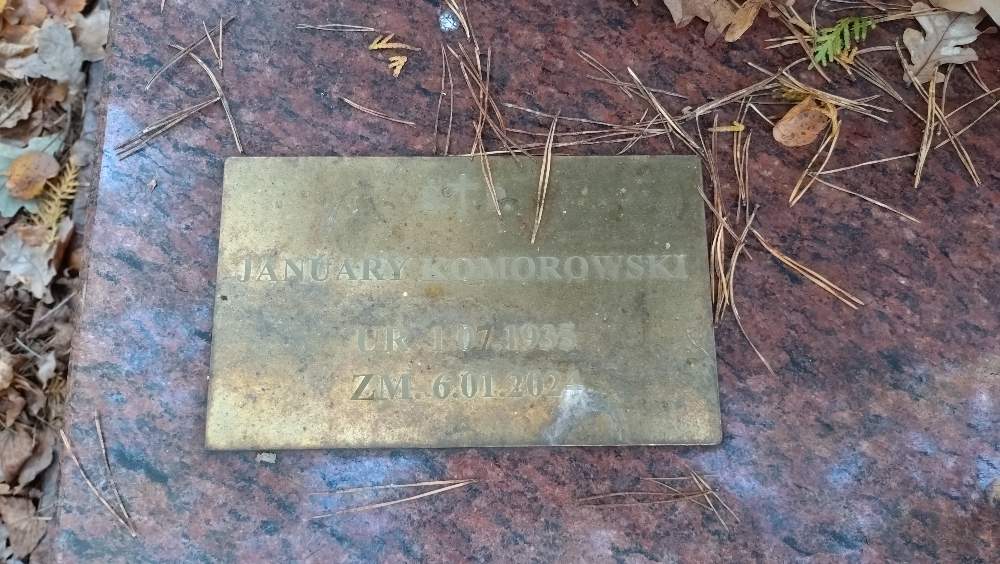 JANUARY KOMOROWSKI
UR. 1.07.1935
ZM. 6.01.2024